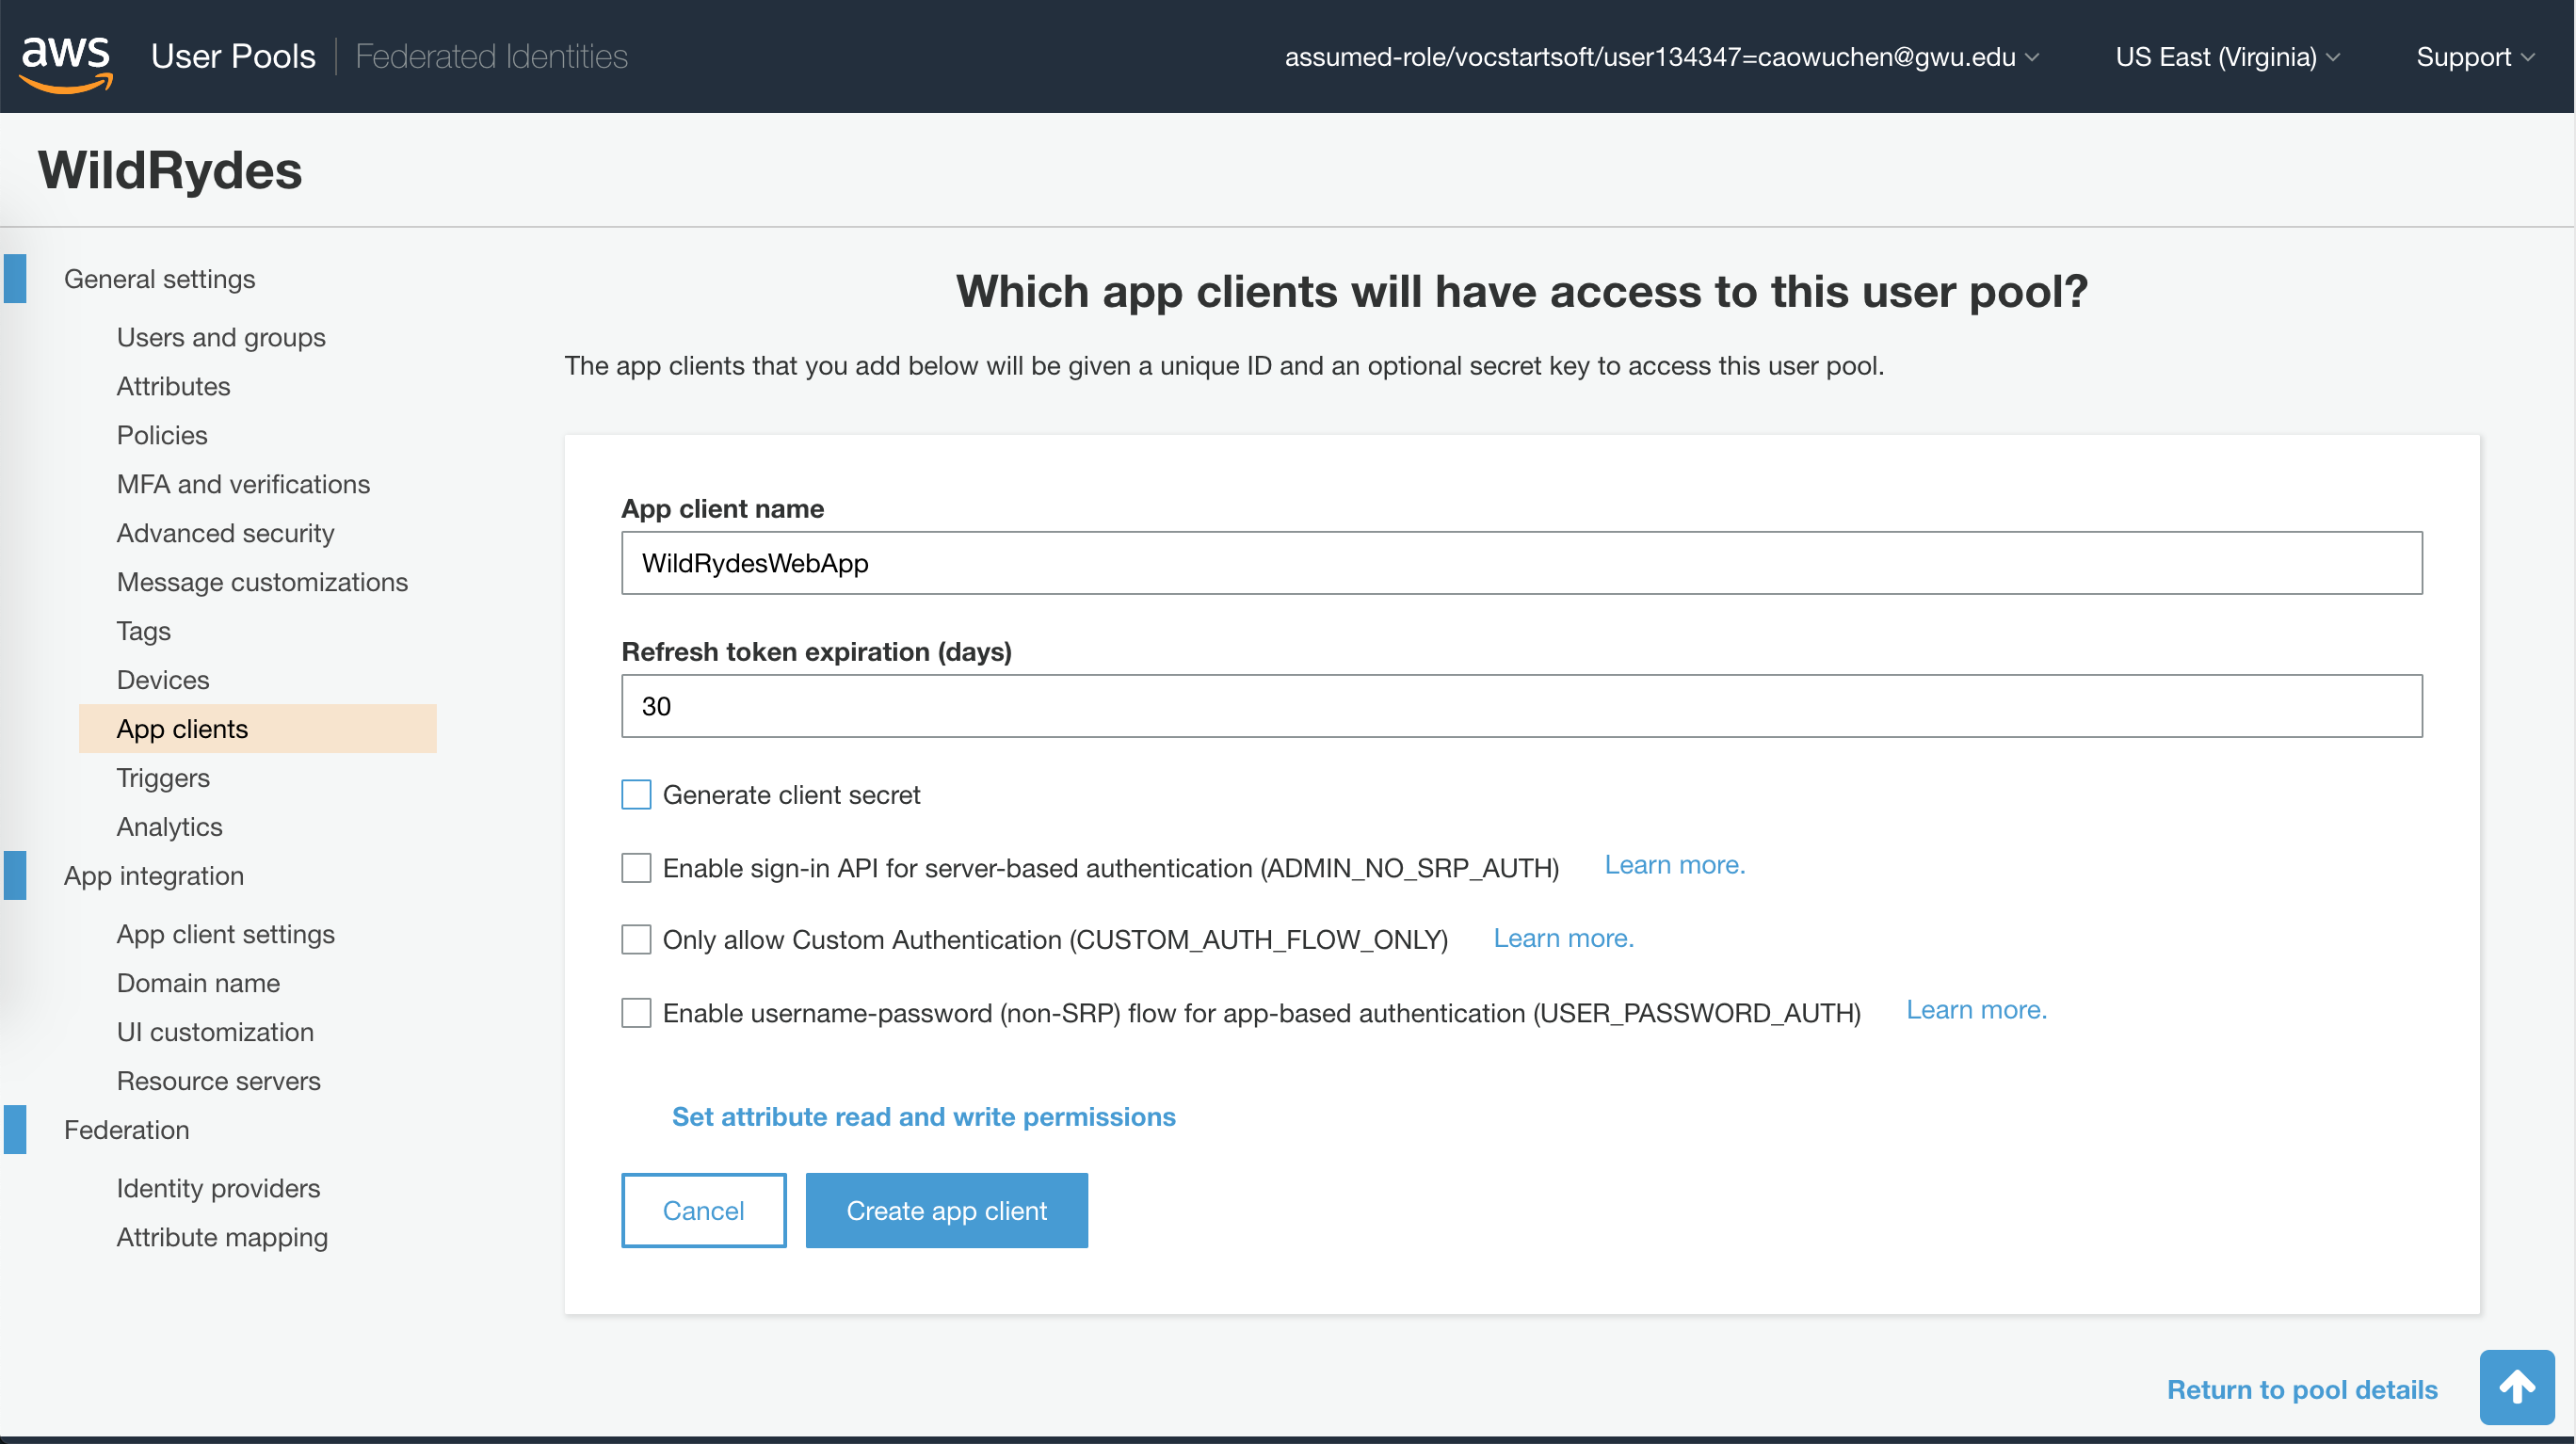 aws User Pools Federated Identities assumed-role/vocstartsoft/user134347=caowuchen@gwu.edu US East (Virginia) Support
WildRydes
General settings
Users and groups
Attributes
Policies
MFA and verifications
Advanced security
Message customizations
Tags
Devices
App clients
Triggers
Analytics
App integration
App client settings
Domain name
UI customization
Resource servers
Federation
Identity providers
Attribute mapping
Which app clients will have access to this user pool?
The app clients that you add below will be given a unique ID and an optional secret key to access this user pool.
App client name
WildRydesWebApp
Refresh token expiration (days)
30
Generate client secret
Enable sign-in API for server-based authentication (ADMIN_NO_SRP_AUTH) Learn more.
Only allow Custom Authentication (CUSTOM_AUTH_FLOW_ONLY) Learn more.
Enable username-password (non-SRP) flow for app-based authentication (USER_PASSWORD_AUTH) Learn more.
Set attribute read and write permissions
Cancel Create app client
Return to pool details